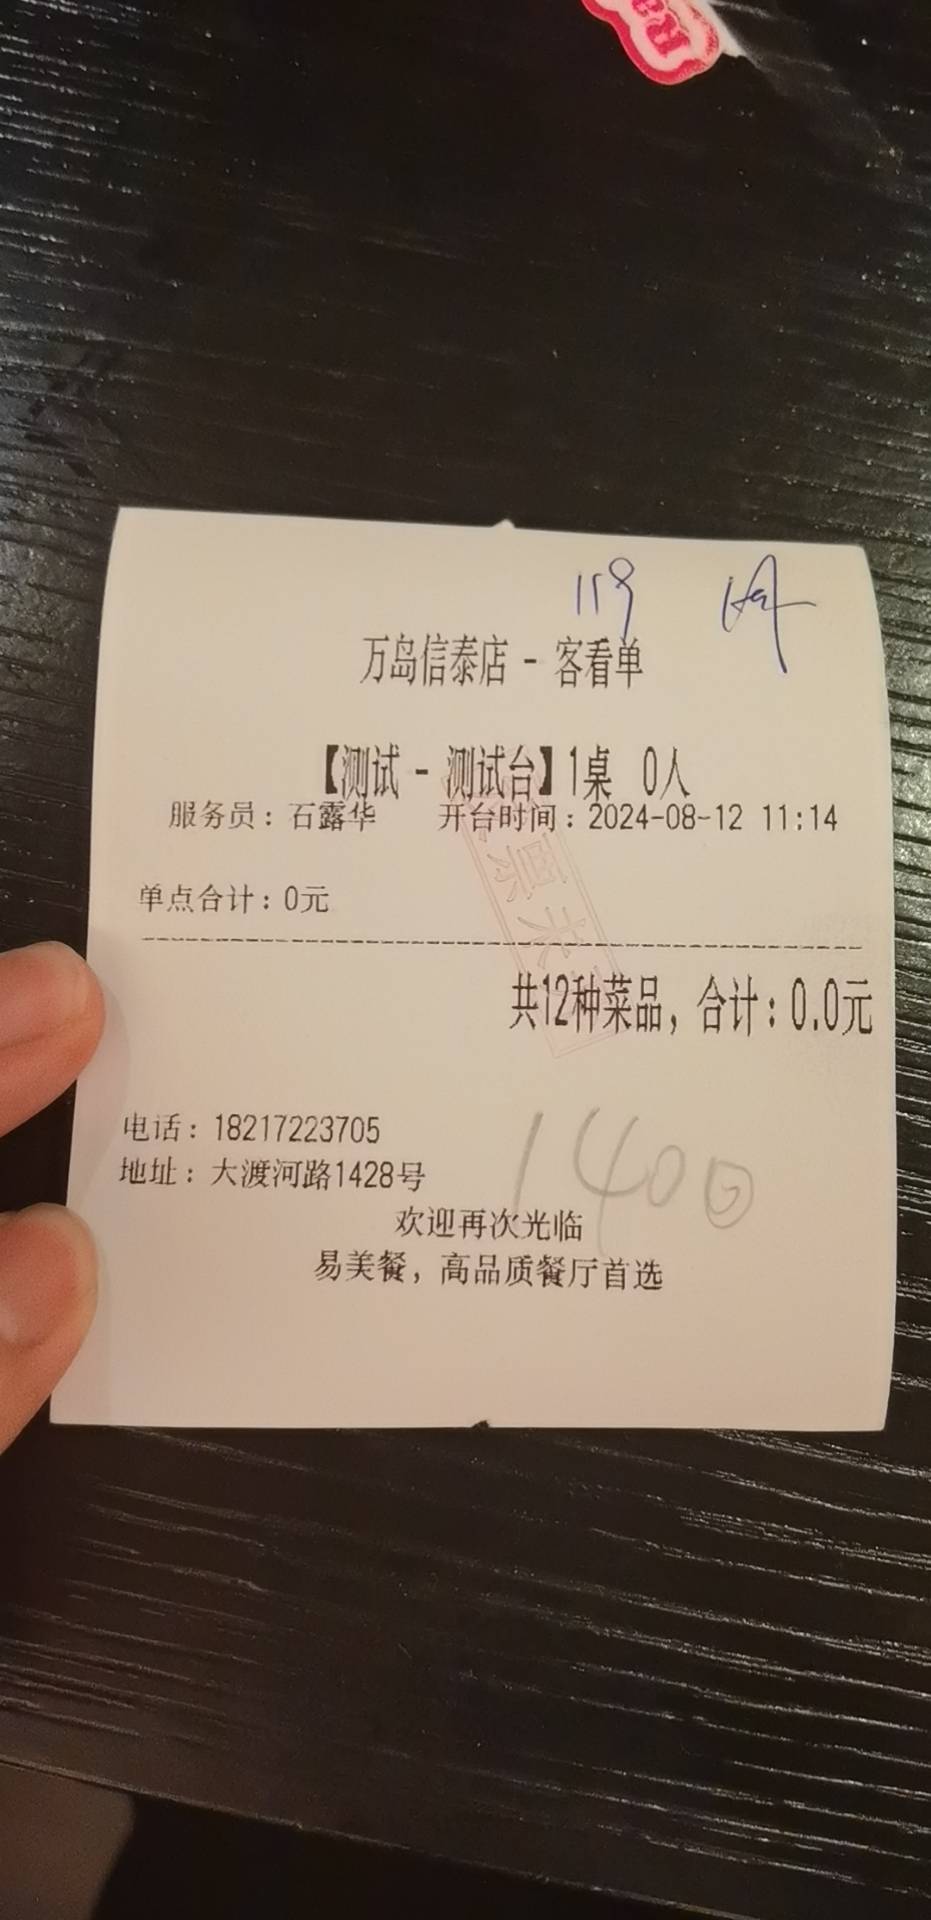 119
万岛信泰店 - 客看单
【测试 - 测试台】1桌 0人
服务员：石露华 开台时间：2024-08-12 11:14
单点合计：0元
共12种菜品，合计：0.0元
电话：18217223705
地址：大渡河路1428号
1400
欢迎再次光临
易美餐，高品质餐厅首选